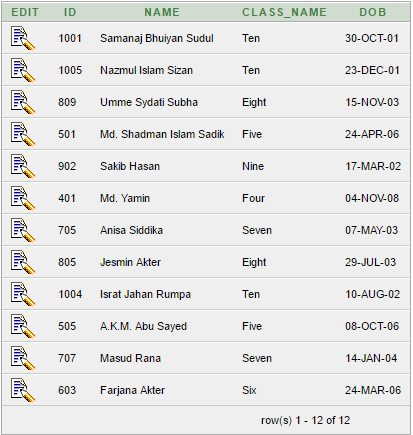 EDIT ID NAME CLASS_NAME DOB
1001 Samanaj Bhuiyan Sudul Ten 30-OCT-01
1005 Nazmul Islam Sizan Ten 23-DEC-01
809 Umme Sydati Subha Eight 15-NOV-03
501 Md. Shadman Islam Sadik Five 24-APR-06
902 Sakib Hasan Nine 17-MAR-02
401 Md. Yamin Four 04-NOV-08
705 Anisa Siddika Seven 07-MAY-03
805 Jesmin Akter Eight 29-JUL-03
1004 Israt Jahan Rumpa Ten 10-AUG-02
505 A.K.M. Abu Sayed Five 08-OCT-06
707 Masud Rana Seven 14-JAN-04
603 Farjana Akter Six 24-MAR-06
row(s) 1 - 12 of 12